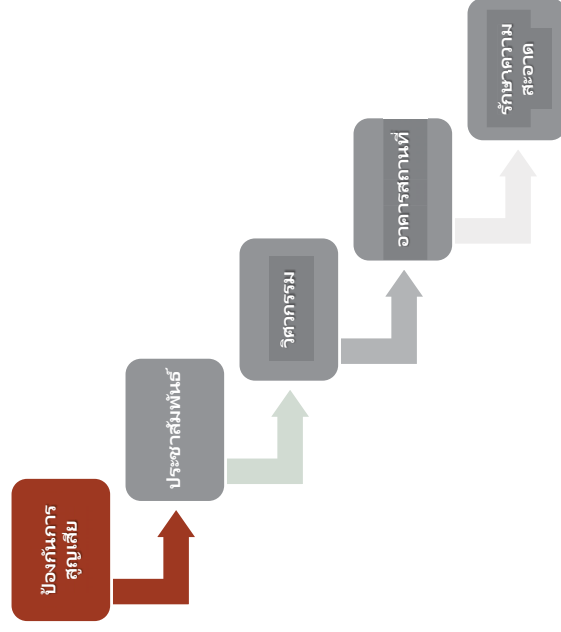 ป้องกันการ
สูญเสีย
ประชาสัมพันธ์
วิศวกรรม
อาคารสถานที่
รักษาความ
สะอาด